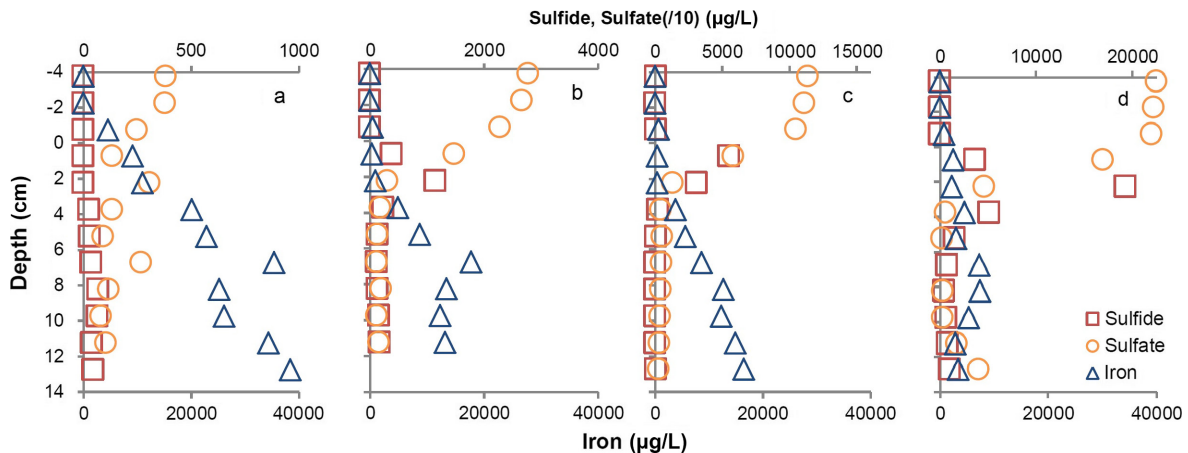 Sulfide, Sulfate(/10) (µg/L)
0 500 1000
0 20000 4000
0 5000 10000 15000
0 10000 20000
Depth (cm)
-4
-2
0
2
4
6
8
10
12
14
a
b
c
d
Sulfide
Sulfate
Iron
0 20000 40000
0 20000 40000
0 20000 40000
0 20000 40000
Iron (µg/L)